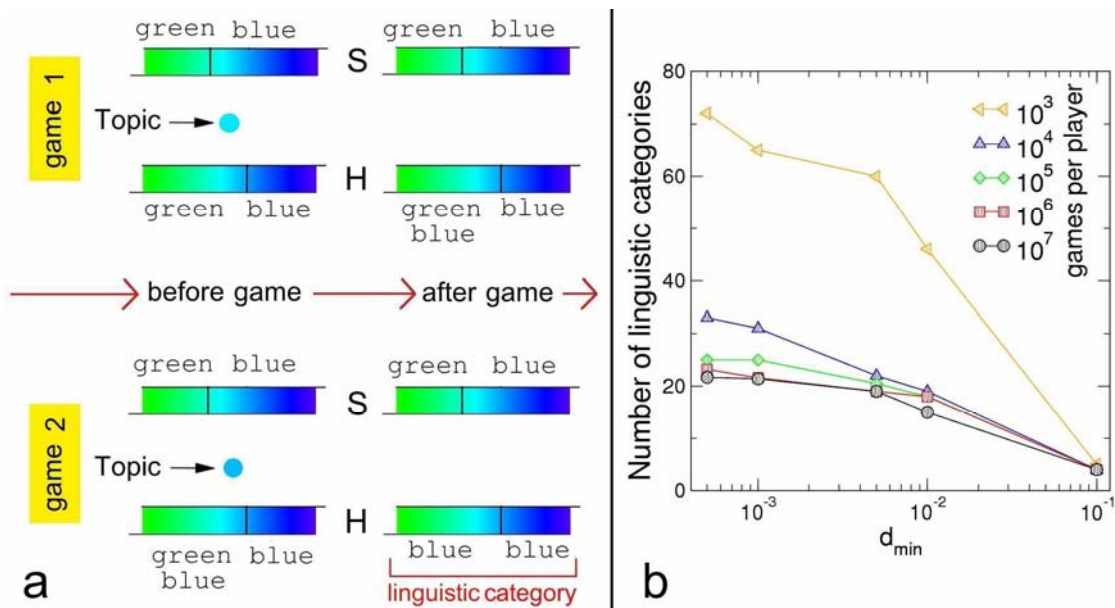 green blue
green blue
game 1
S
Topic
H
green blue
blue
green blue
blue
before game
after game
green blue
green blue
game 2
S
Topic
H
green blue
blue
blue blue
linguistic category
a
Number of linguistic categories
80
60
40
20
0
10^3
10^4
10^5
10^6
10^7
games per player
10^-3
10^-2
10^-1
d_min
b